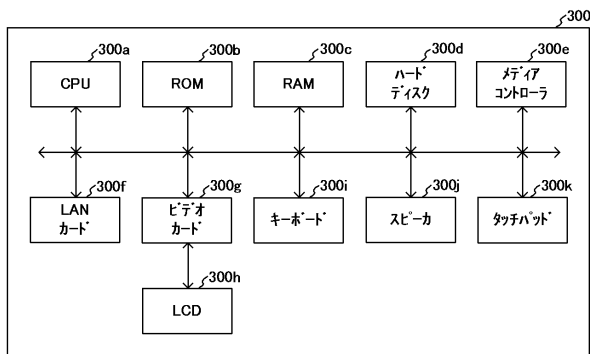 300
300a
300b
300c
300d
300e
CPU
ROM
RAM
ハード
ディスク
メディア
コントローラ
300f
300g
300i
300j
300k
LAN
カード
ビデオ
カード
キーボード
スピーカ
タッチパッド
300h
LCD